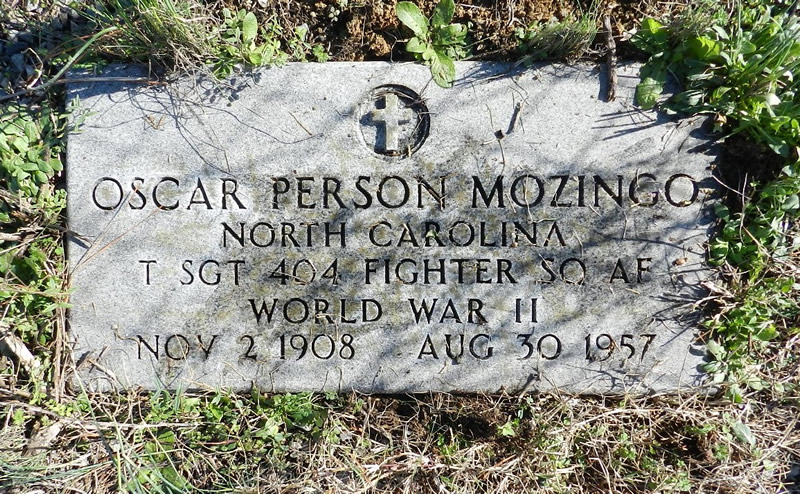 OSCAR PERSON MOZINGO
NORTH CAROLINA
T SGT 404 FIGHTER SQ AF
WORLD WAR II
NOV 2 1908 AUG 30 1957